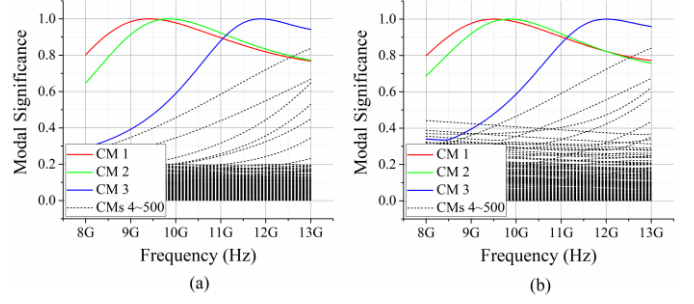 Modal Significance
1.0
0.8
0.6
0.4
0.2
0.0
CM 1
CM 2
CM 3
CMs 4~500
8G 9G 10G 11G 12G 13G
Frequency (Hz)
(a)
Modal Significance
1.0
0.8
0.6
0.4
0.2
0.0
CM 1
CM 2
CM 3
CMs 4~500
8G 9G 10G 11G 12G 13G
Frequency (Hz)
(b)